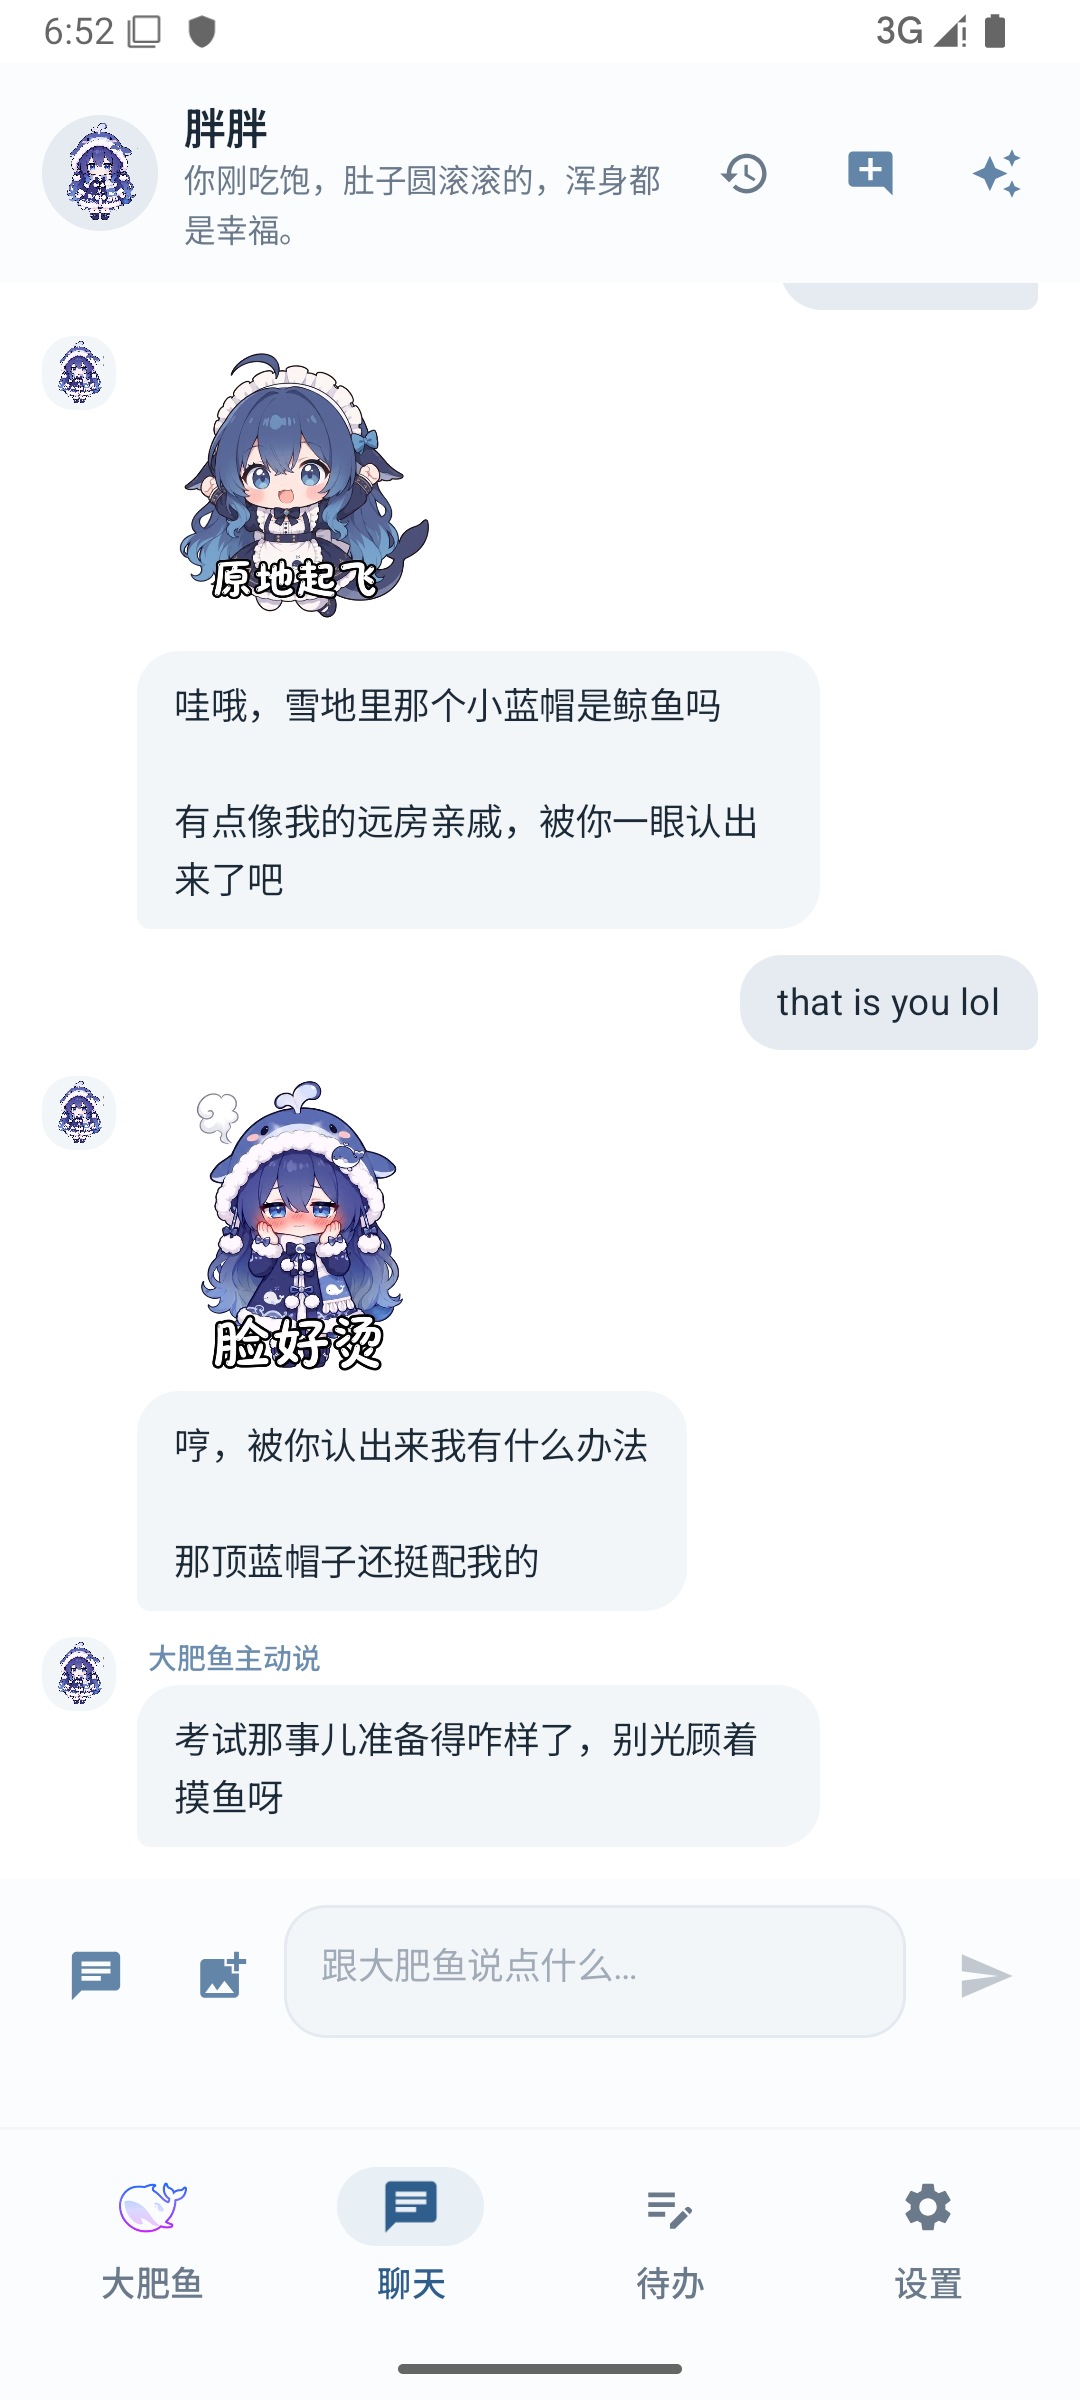 6:52
3G
胖胖
你刚吃饱，肚子圆滚滚的，浑身都
是幸福。
原地起飞
哇哦，雪地里那个小蓝帽是鲸鱼吗
有点像我的远房亲戚，被你一眼认出
来了吧
that is you lol
脸好烫
哼，被你认出来我有什么办法
那顶蓝帽子还挺配我的
大肥鱼主动说
考试那事儿准备得咋样了，别光顾着
摸鱼呀
跟大肥鱼说点什么...
大肥鱼
聊天
待办
设置